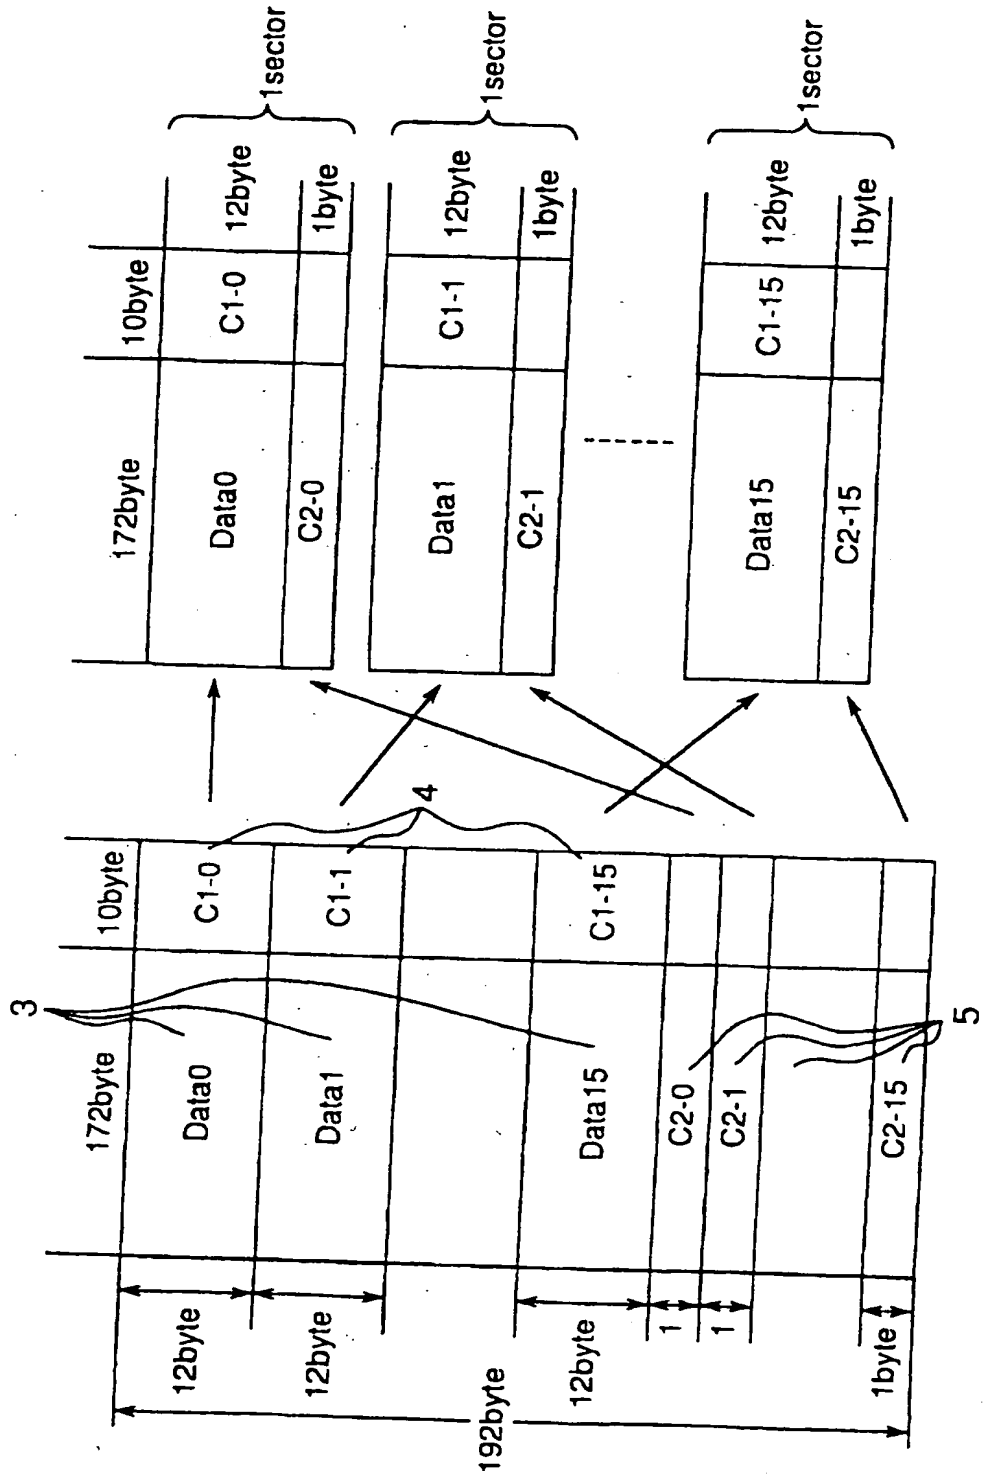 3
172byte
10byte
12byte
Data0
C1-0
12byte
Data1
C1-1
4
12byte
Data15
C1-15
1
C2-0
1
C2-1
1byte
C2-15
5
192byte
172byte
10byte
Data0
C1-0
12byte
C2-0
1byte
1sector
Data1
C1-1
12byte
C2-1
1byte
1sector
Data15
C1-15
12byte
C2-15
1byte
1sector